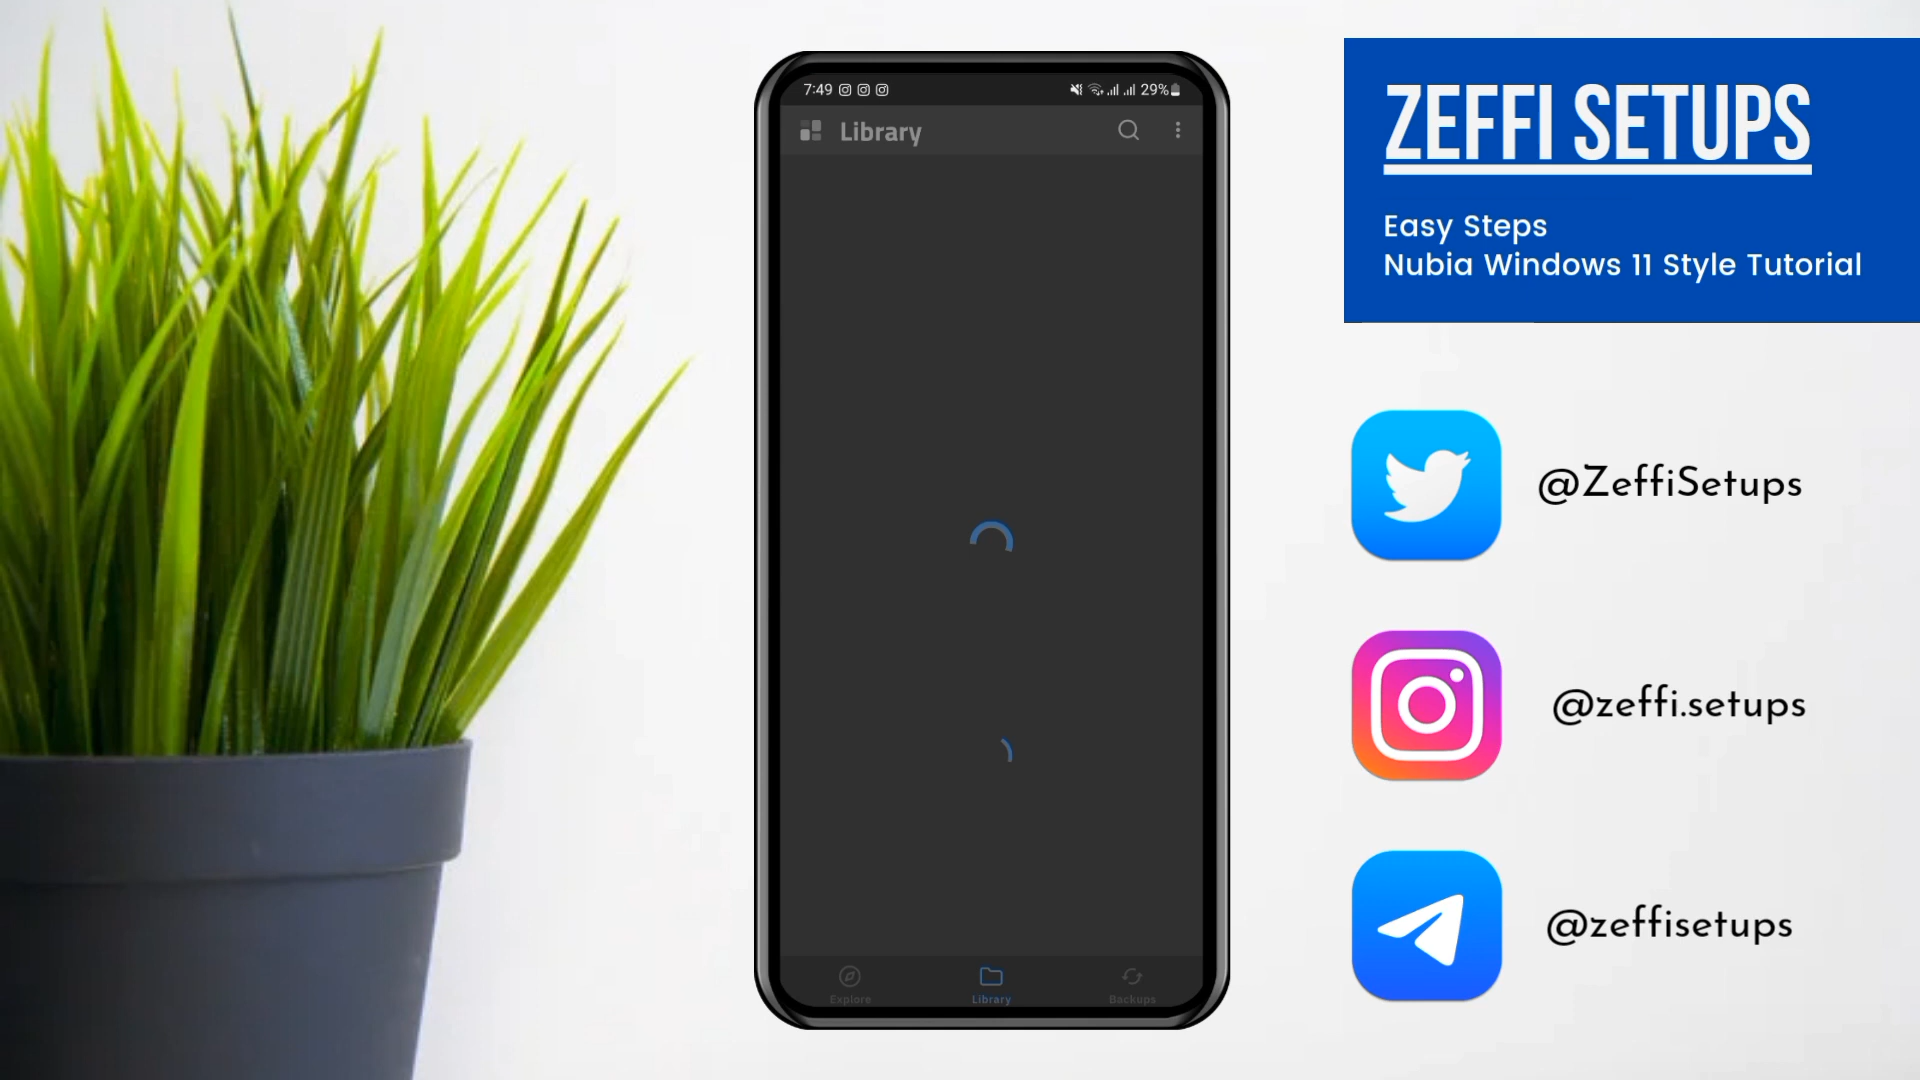 7:49
29%
Library
Explore
Library
Backups
ZEFFI SETUPS
Easy Steps
Nubia Windows 11 Style Tutorial
@ZeffiSetups
@zeffi.setups
@zeffisetups